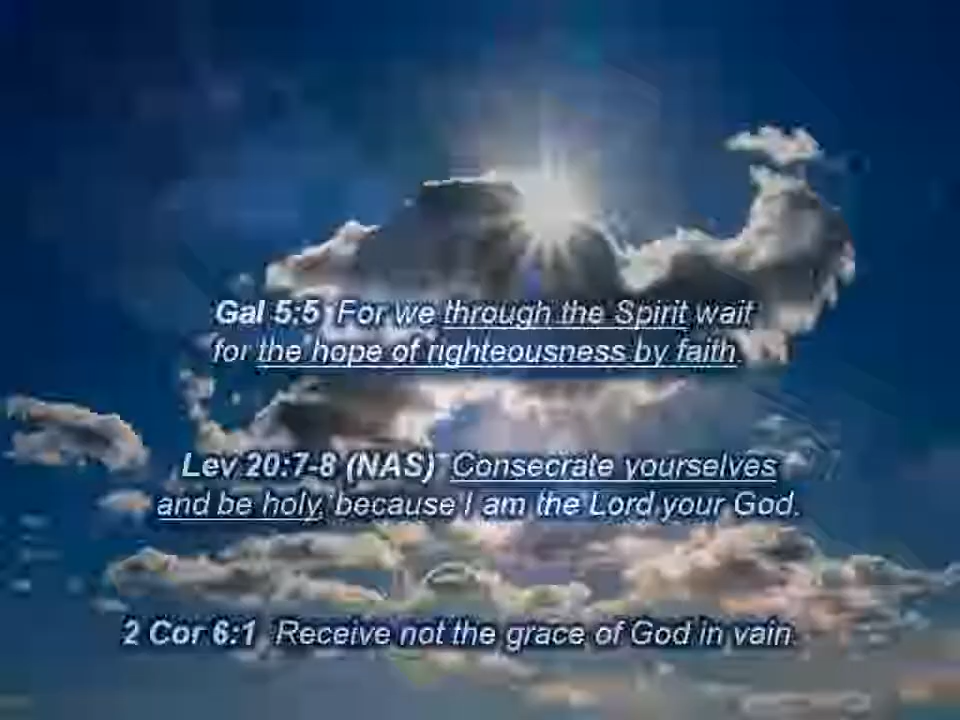 Gal 5:5 For we through the Spirit wait
for the hope of righteousness by faith.
Lev 20:7-8 (NAS) Consecrate yourselves
and be holy, because I am the Lord your God.
2 Cor 6:1 Receive not the grace of God in vain.